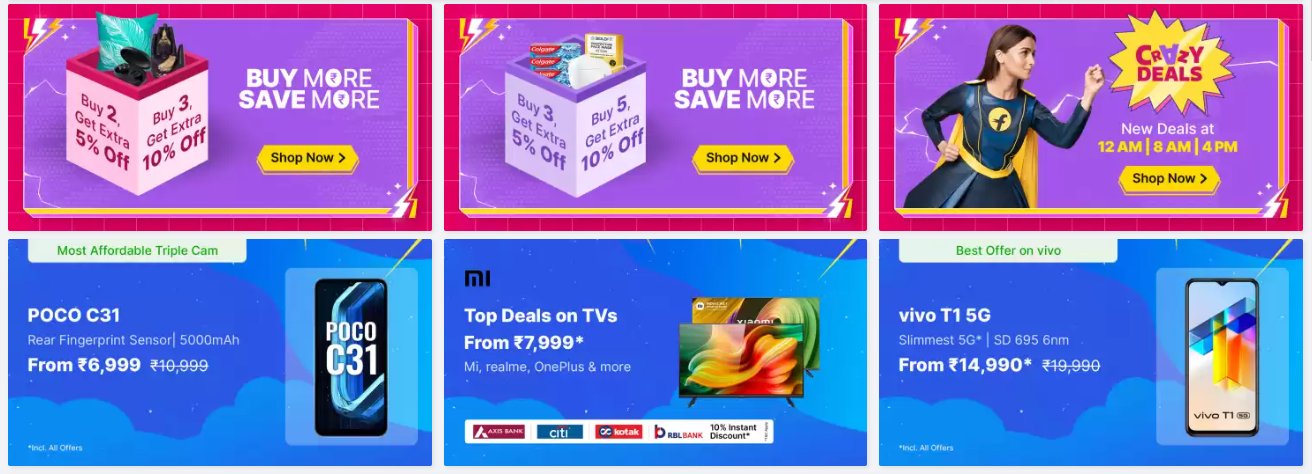 Buy 2,
Get Extra
5% Off
Buy 3,
Get Extra
10% Off
BUY MORE
SAVE MORE
Shop Now >
Colgate
Colgate
Colgate
Buy 3,
Get Extra
5% Off
Buy 5,
Get Extra
10% Off
BUY MORE
SAVE MORE
Shop Now >
CRAZY
DEALS
New Deals at
12 AM | 8 AM | 4 PM
Shop Now >
Most Affordable Triple Cam
POCO C31
Rear Fingerprint Sensor| 5000mAh
From ₹6,999 ₹10,999
*Incl. All Offers
POCO
C31
mi
Top Deals on TVs
From ₹7,999*
Mi, realme, OnePlus & more
xiaomi
AXIS BANK
citi
kotak
RBLBANK
10% Instant
Discount*
Best Offer on vivo
vivo T1 5G
Slimmest 5G* | SD 695 6nm
From ₹14,990* ₹19,990
*Incl. All Offers
vivo T1 5G